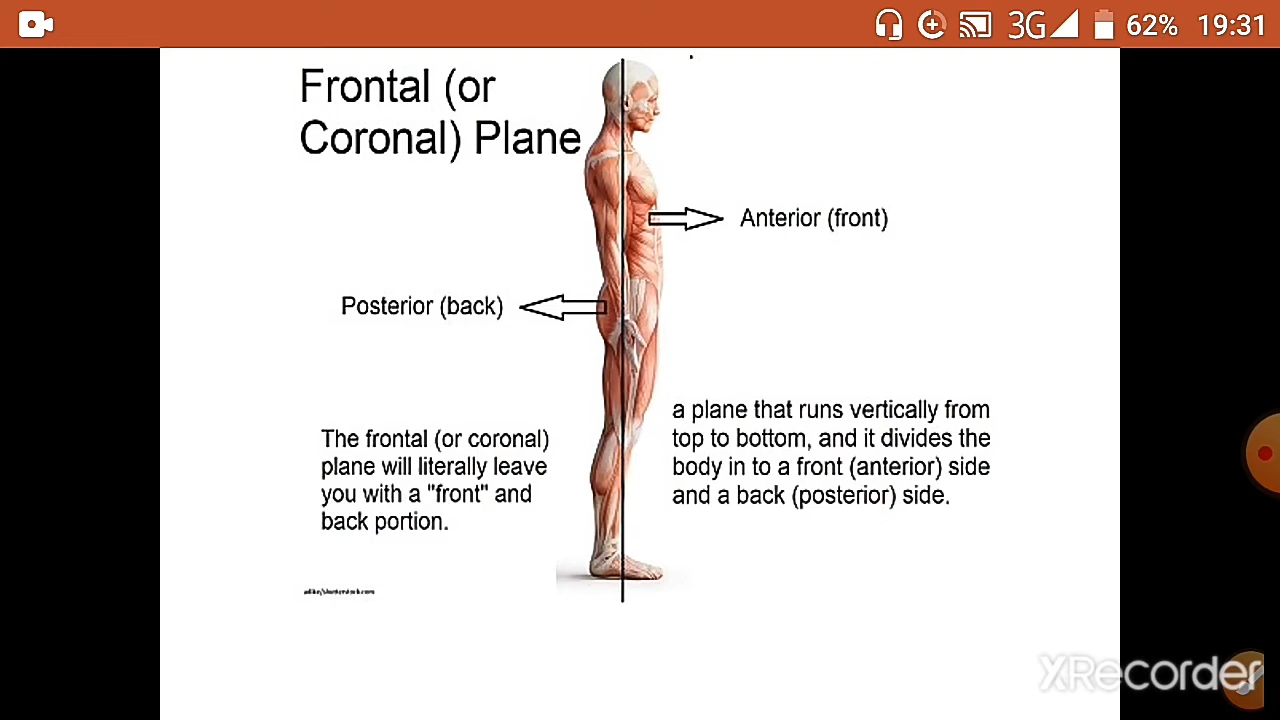 3G 62% 19:31
Frontal (or
Coronal) Plane
Anterior (front)
Posterior (back)
The frontal (or coronal)
plane will literally leave
you with a "front" and
back portion.
a plane that runs vertically from
top to bottom, and it divides the
body in to a front (anterior) side
and a back (posterior) side.
XRecorder